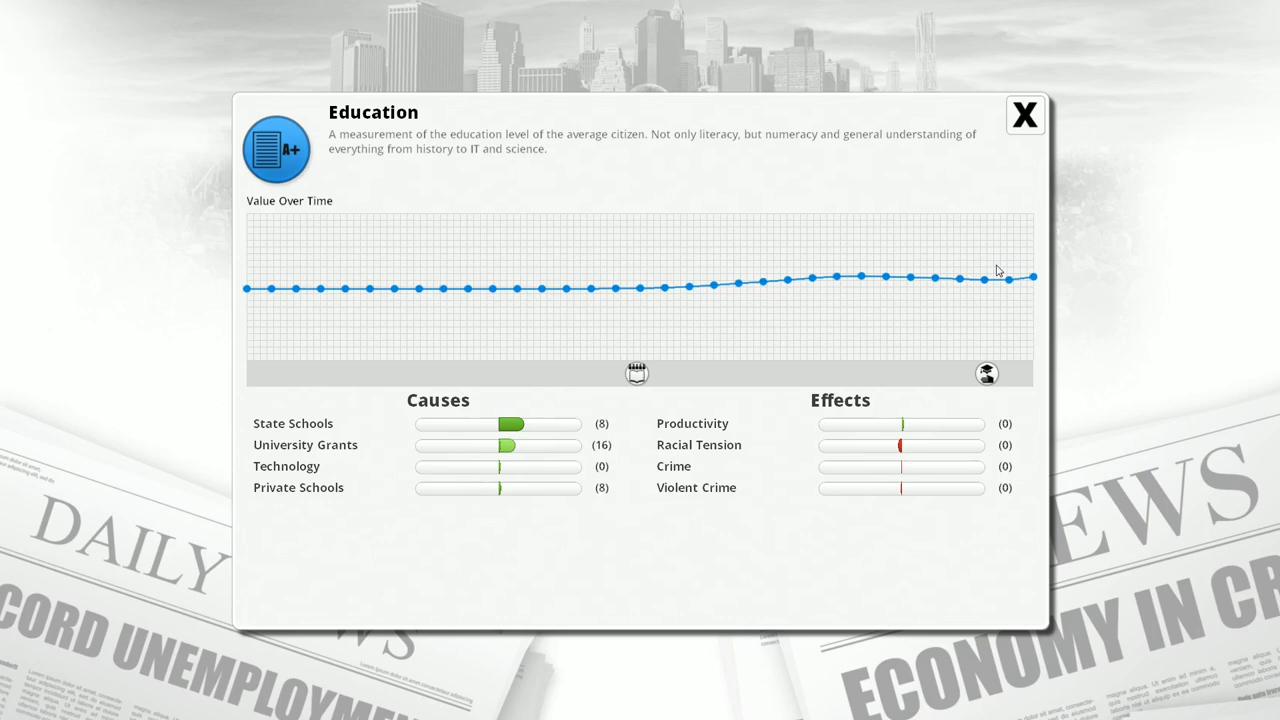 Education
A measurement of the education level of the average citizen. Not only literacy, but numeracy and general understanding
everything from history to IT and science.
A+
X
Value Over Time
Causes
State Schools (8)
University Grants (16)
Technology (0)
Private Schools (8)
Effects
Productivity (0)
Racial Tension (0)
Crime (0)
Violent Crime (0)
DAILY
WS
CORD UNEMPLOYME
EWS
ECONOMY IN CR